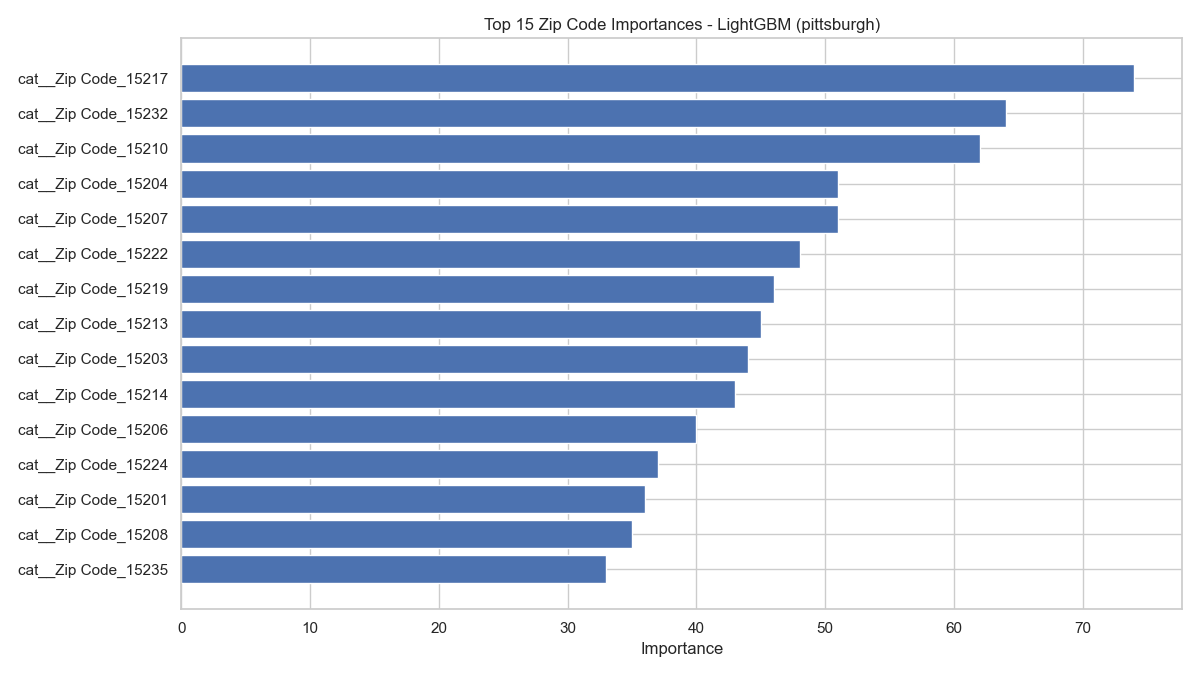 Top 15 Zip Code Importances - LightGBM (pittsburgh)
cat__Zip Code_15217
cat__Zip Code_15232
cat__Zip Code_15210
cat__Zip Code_15204
cat__Zip Code_15207
cat__Zip Code_15222
cat__Zip Code_15219
cat__Zip Code_15213
cat__Zip Code_15203
cat__Zip Code_15214
cat__Zip Code_15206
cat__Zip Code_15224
cat__Zip Code_15201
cat__Zip Code_15208
cat__Zip Code_15235
0 10 20 30 40 50 60 70
Importance